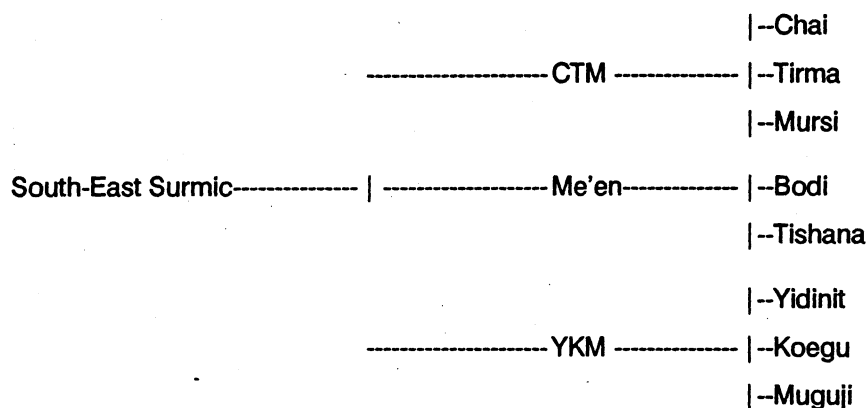 |--Chai
--------------------CTM --------------|--Tirma
|--Mursi
South-East Surmic--------------| ------------------Me'en-------------|--Bodi
|--Tishana
|--Yidinit
--------------------YKM --------------|--Koegu
|--Muguji